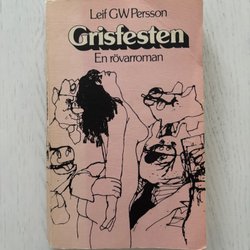 Leif GW Persson
Grisfesten
En rövarroman